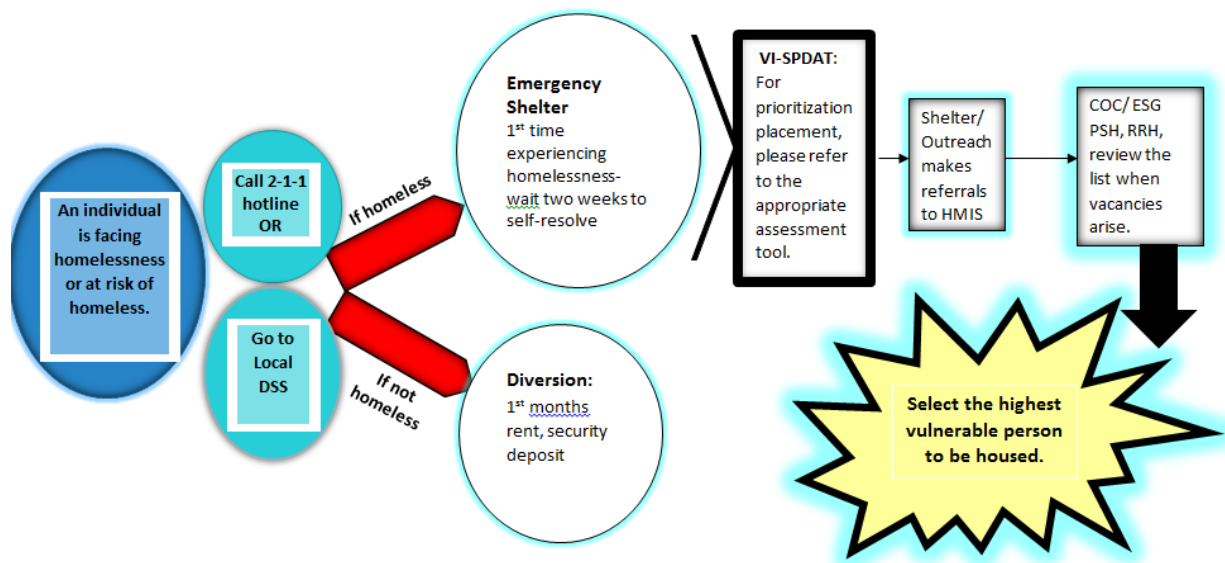 An individual
is facing
homelessness
or at risk of
homeless.
Call 2-1-1
hotline
OR
Go to
Local
DSS
If homeless
If not
homeless
Emergency
Shelter
1st time
experiencing
homelessness-
wait two weeks to
self-resolve
Diversion:
1st months
rent, security
deposit
VI-SPDAT:
For
prioritization
placement,
please refer
to the
appropriate
assessment
tool.
Shelter/
Outreach
makes
referrals
to HMIS
COC/ ESG
PSH, RRH,
review the
list when
vacancies
arise.
Select the highest
vulnerable person
to be housed.